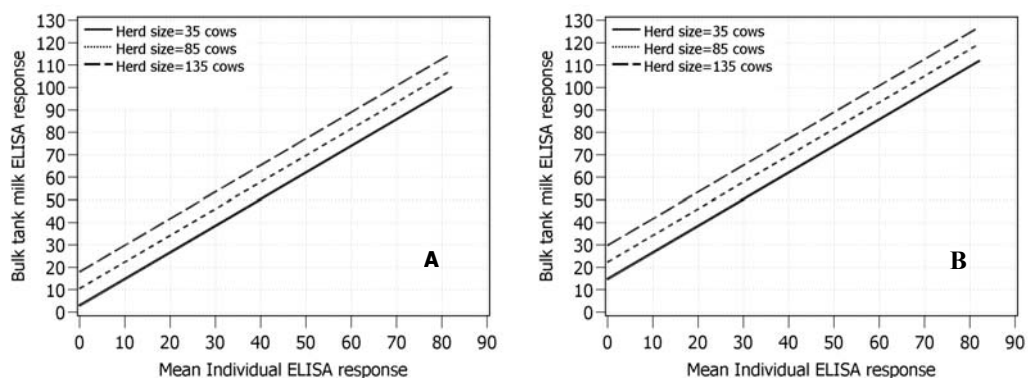 130
120
110
100
90
80
70
60
50
40
30
20
10
0
Bulk tank milk ELISA response
Herd size=35 cows
Herd size=85 cows
Herd size=135 cows
A
0 10 20 30 40 50 60 70 80 90
Mean Individual ELISA response
130
120
110
100
90
80
70
60
50
40
30
20
10
0
Bulk tank milk ELISA response
Herd size=35 cows
Herd size=85 cows
Herd size=135 cows
B
0 10 20 30 40 50 60 70 80 90
Mean Individual ELISA response